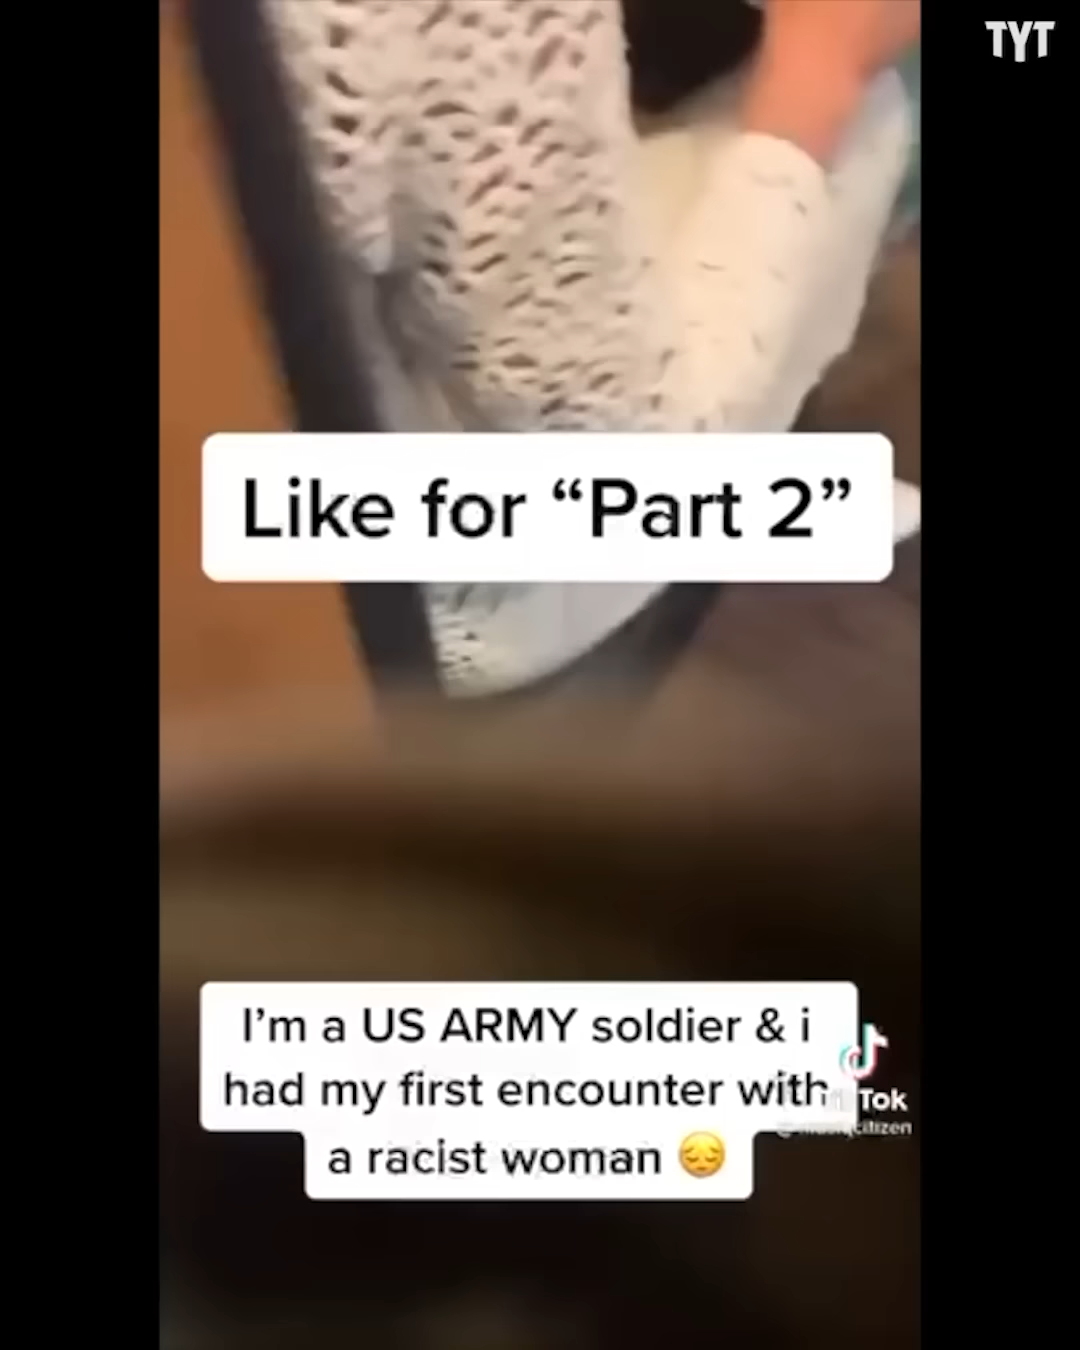 TYT
Like for “Part 2”
I’m a US ARMY soldier & i
had my first encounter with
a racist woman 😔
Tok